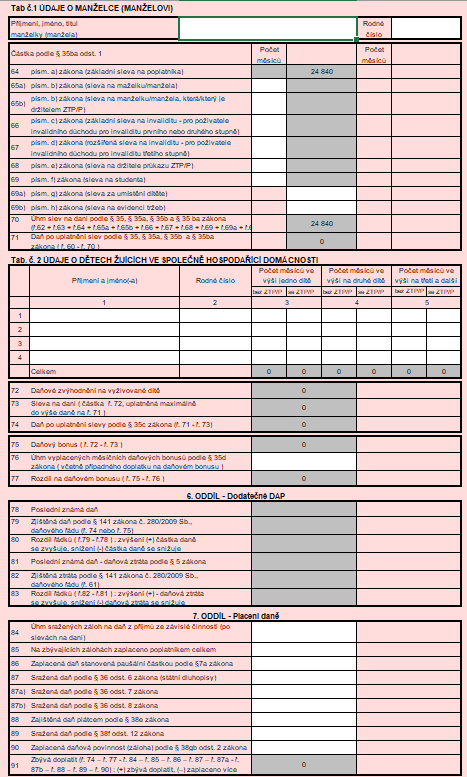 Tab č.1 ÚDAJE O MANŽELCE (MANŽELOVI)
Příjmení, jméno, titul
manželky (manžela)
Rodné
číslo
Částka podle § 35ba odst. 1
Počet
měsíců
Počet
měsíců
64 písm. a) zákona (základní sleva na poplatníka) 24 840
65a) písm. b) zákona (sleva na maželku/manžela)
65b) písm. b) zákona (sleva na manželku/manžela, která/který je
držitelem ZTP/P)
66 písm. c) zákona (základní sleva na invaliditu - pro poživatele
invalidního důchodu pro invaliditu prvního nebo druhého stupně)
67 písm. d) zákona (rozšířená sleva na invaliditu - pro poživatele
invalidního důchodu pro invaliditu třetího stupně)
68 písm. e) zákona (sleva na držitele průkazu ZTP/P)
69 písm. f) zákona (sleva na studenta)
69a) písm. g) zákona (sleva za umístění dítěte)
69b) písm. h) zákona (sleva na evidenci tržeb)
70 Úhrn slev na dani podle § 35, § 35a, § 35b a § 35 ba zákona
(ř.62 + ř.63 + ř.64 + ř.65a + ř.65b + ř.66 + ř.67 + ř.68 + ř.69 + ř.69a + ř.6 24 840
71 Daň po uplatnění slev podle § 35, § 35a, § 35b a § 35ba
zákona ( ř. 60 - ř. 70 ) 0
Tab. č. 2 ÚDAJE O DĚTECH ŽIJÍCÍCH VE SPOLEČNĚ HOSPODAŘÍCÍ DOMÁCNOSTI
Příjmení a jméno(-a) Rodné číslo
Počet měsíců ve
výši jedno dítě
Počet měsíců ve
výši na druhé dítě
Počet měsíců ve
výši na třetí a další
bez ZTP/P se ZTP/P bez ZTP/P se ZTP/P bez ZTP/P se ZTP/P
1 2 3 4 5
1
2
3
4
Celkem 0 0 0 0 0 0
72 Daňové zvýhodnění na vyživované dítě 0
73 Sleva na dani ( částka ř. 72, uplatněná maximálně
do výše daně na ř. 71 ) 0
74 Daň po uplatnění slevy podle § 35c zákona (ř. 71 - ř. 73) 0
75 Daňový bonus ( ř. 72 - ř. 73 ) 0
76 Úhrn vyplacených měsíčních daňových bonusů podle § 35d
zákona ( včetně případného doplatku na daňovém bonusu )
77 Rozdíl na daňovém bonusu ( ř. 75 - ř. 76 ) 0
6. ODDÍL - Dodatečné DAP
78 Poslední známá daň
79 Zjištěná daň podle § 141 zákona č. 280/2009 Sb.,
daňového řádu (ř. 74 nebo ř. 75)
80 Rozdíl řádků ( ř.79 - ř.78 ) : zvýšení (+) částka daně
se zvyšuje, snížení (-) částka daně se snižuje
81 Poslední známá daň - daňová ztráta podle § 5 zákona
82 Zjištěná ztráta podle § 141 zákona č. 280/2009 Sb.,
daňového řádu (ř. 61)
83 Rozdíl řádků ( ř.82 - ř.81 ) : zvýšení (+) - daňová ztráta
se zvyšuje, snížení (-) daňová ztráta se snižuje
7. ODDÍL - Placení daně
84 Úhrn sražených záloh na daň z příjmů ze závislé činnosti (po
slevách na dani)
85 Na zbývajících zálohách zaplaceno poplatníkem celkem
86 Zaplacená daň stanovená paušální částkou podle §7a zákona
87 Sražená daň podle § 36 odst. 6 zákona (státní dluhopisy)
87a) Sražená daň podle § 36 odst. 7 zákona
87b) Sražená daň podle § 36 odst. 8 zákona
88 Zajištěná daň plátcem podle § 38e zákona
89 Sražená daň podle § 38f odst. 12 zákona
90 Zaplacená daňová povinnost (záloha) podle § 38gb odst. 2 zákona
91 Zbývá doplatit (ř. 74 – ř. 77 - ř. 84 – ř. 85 – ř. 86 – ř. 87 – ř. 87a - ř.
87b – ř. 88 – ř. 89 – ř. 90) : (+) zbývá doplatit, (–) zaplaceno více 0